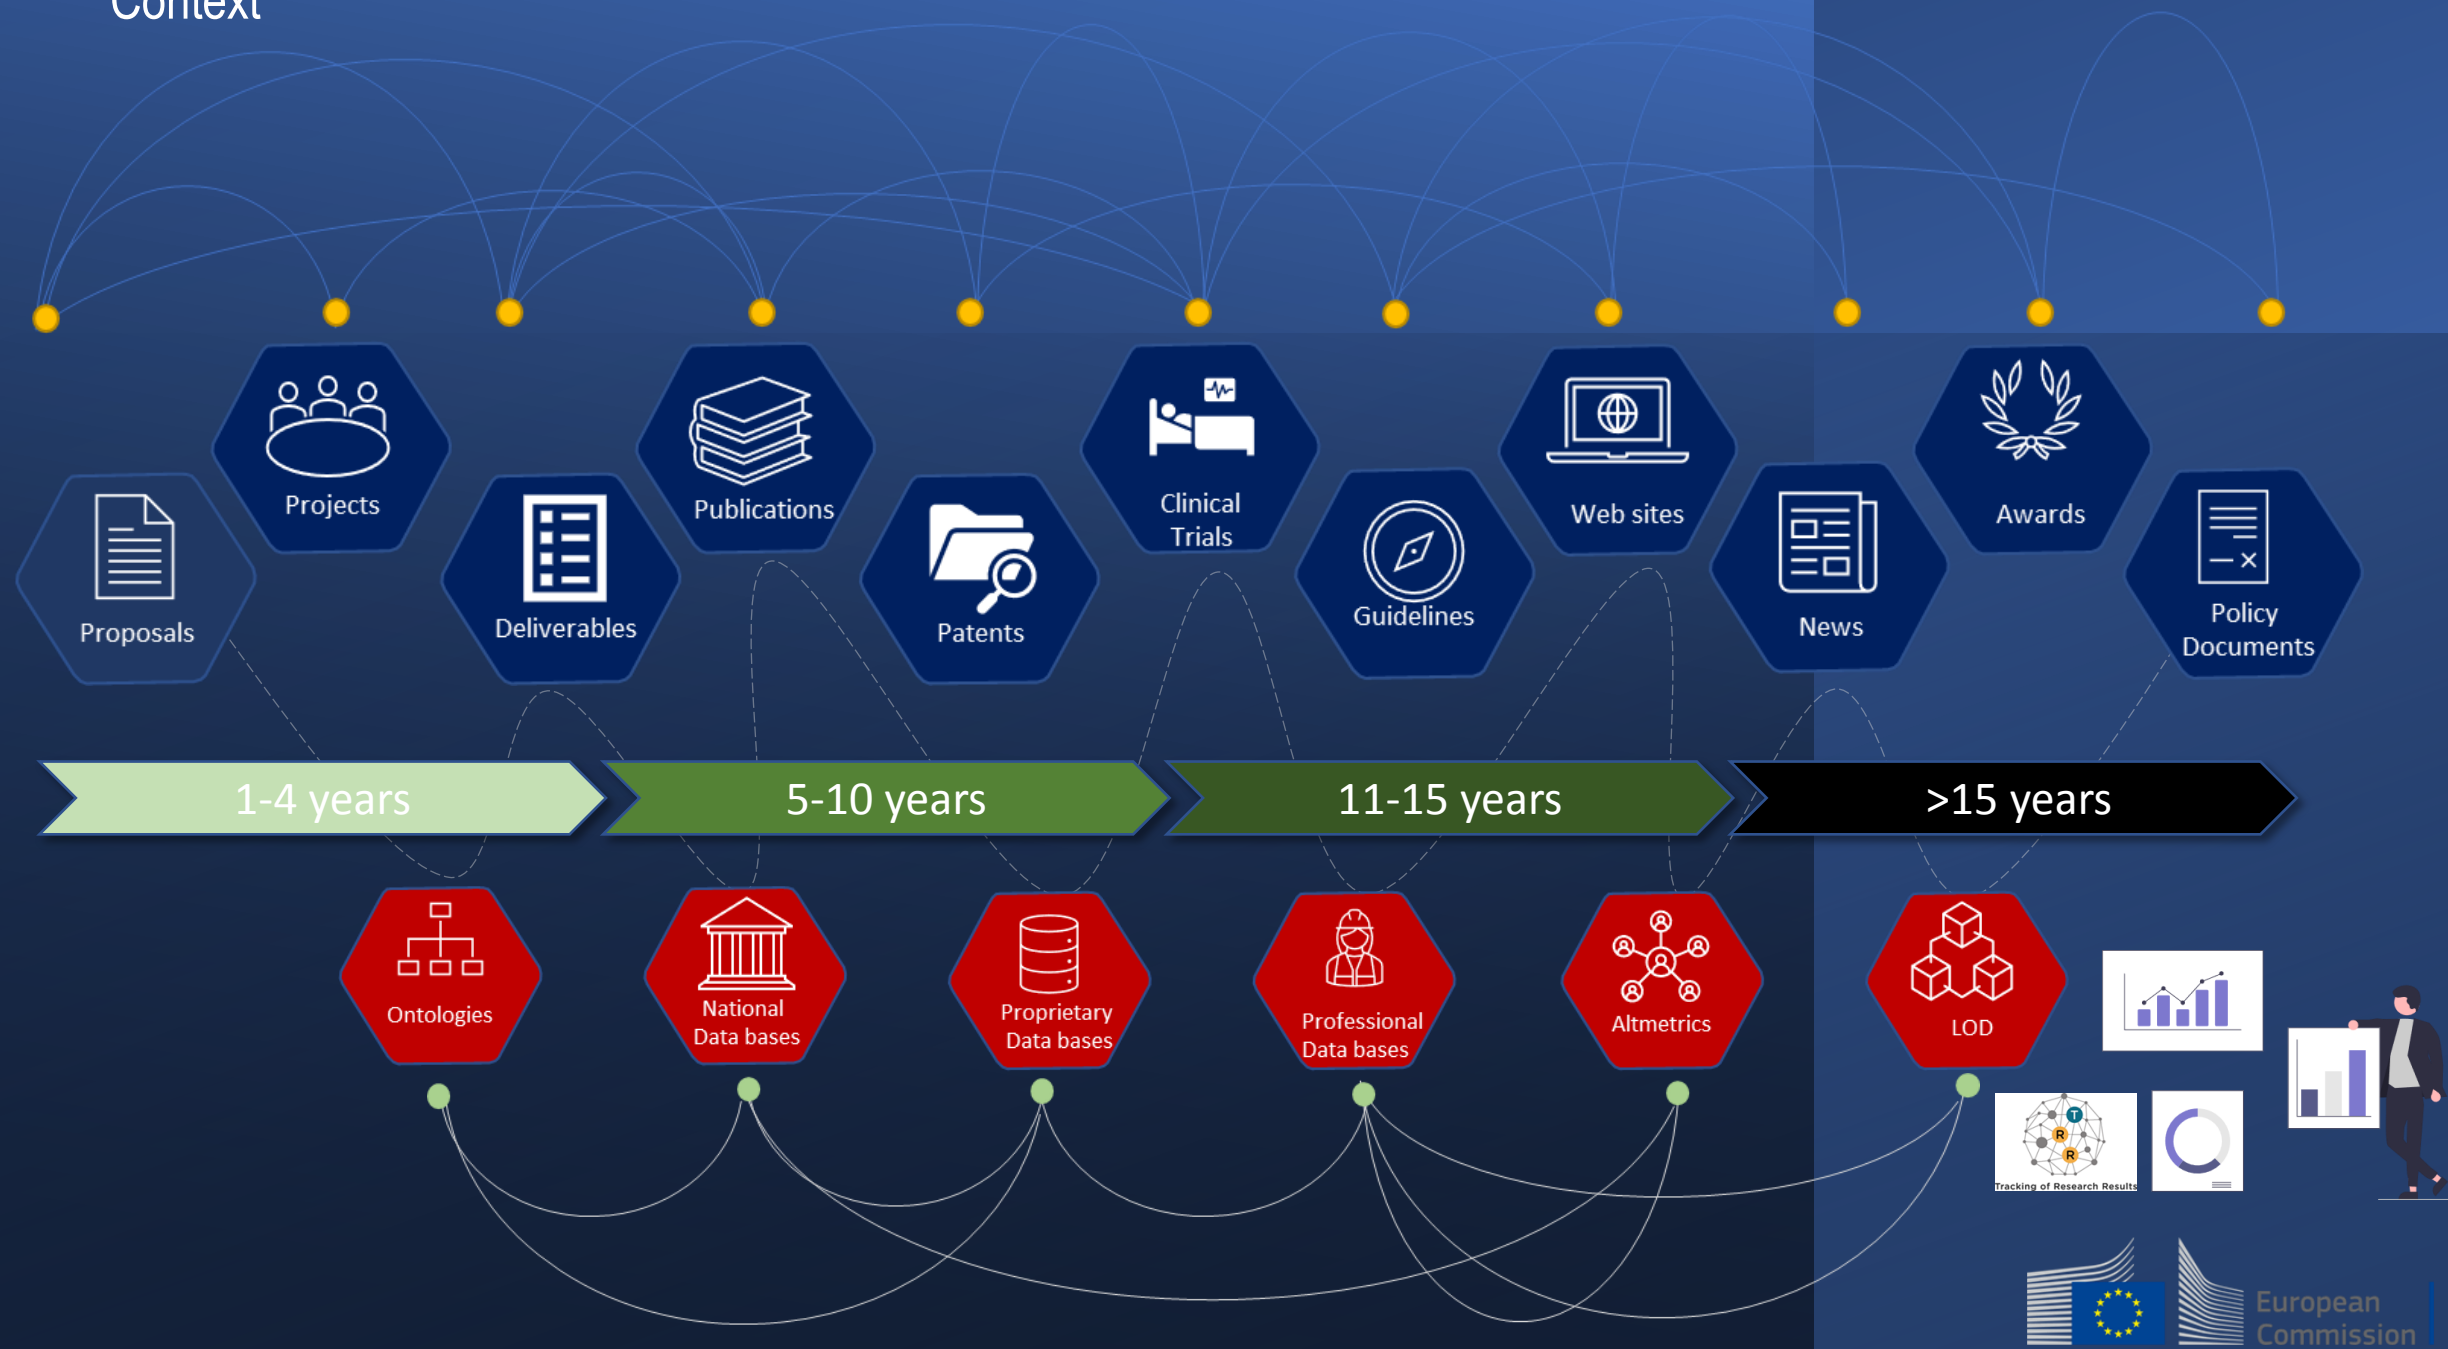 Context
Projects
Publications
Clinical
Trials
Web sites
Awards
Proposals
Deliverables
Patents
Guidelines
News
Policy
Documents
1-4 years
5-10 years
11-15 years
>15 years
Ontologies
National
Data bases
Proprietary
Data bases
Professional
Data bases
Altmetrics
LOD
T
R
R
Tracking of Research Results
European
Commission